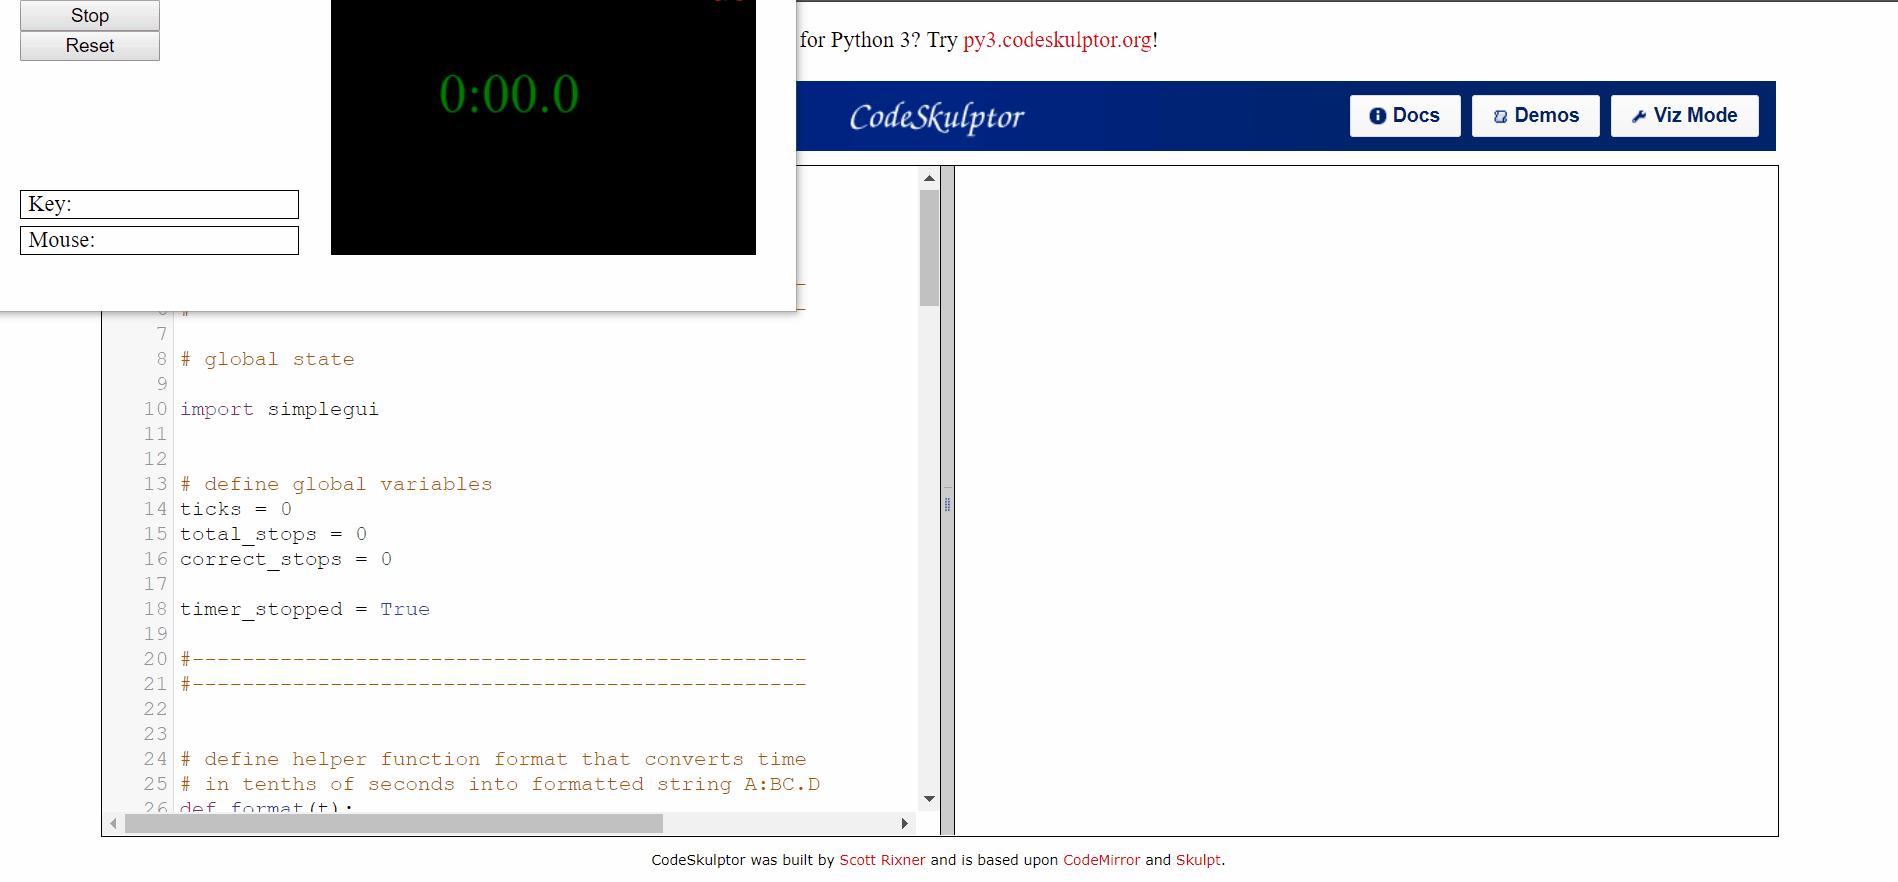 Stop
Reset
0:00.0
Key:
Mouse:
for Python 3? Try py3.codeskulptor.org!
CodeSkulptor
Docs
Demos
Viz Mode
7
8 # global state
9
10 import simplegui
11
12
13 # define global variables
14 ticks = 0
15 total_stops = 0
16 correct_stops = 0
17
18 timer_stopped = True
19
20 #-------------------------------------------------
21 #-------------------------------------------------
22
23
24 # define helper function format that converts time
25 # in tenths of seconds into formatted string A:BC.D
26 def format(t):
CodeSkulptor was built by Scott Rixner and is based upon CodeMirror and Skulpt.